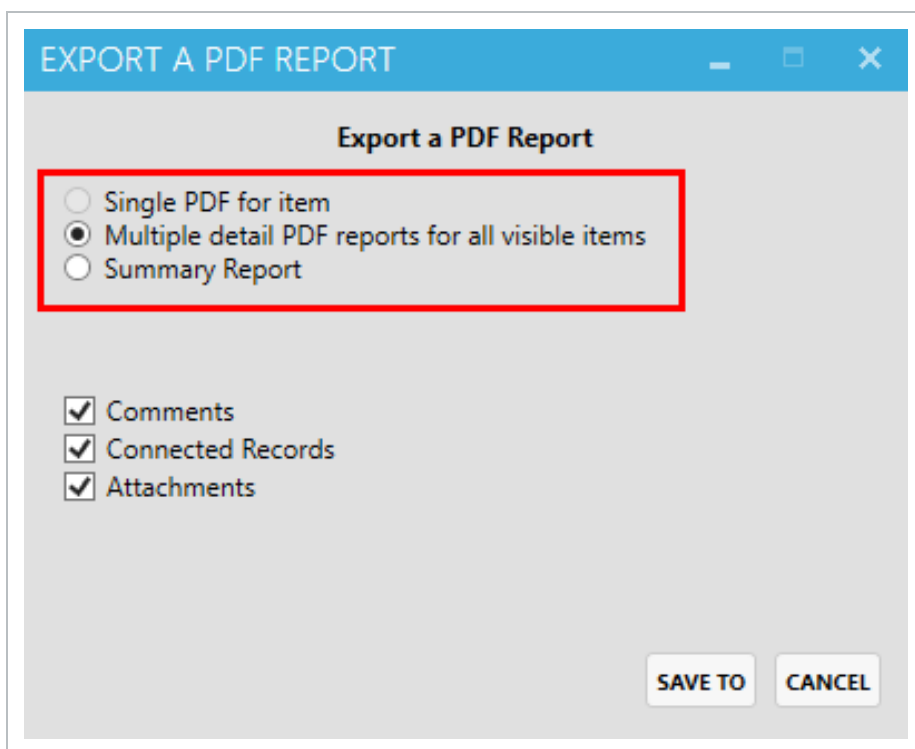 EXPORT A PDF REPORT
Export a PDF Report
Single PDF for item
Multiple detail PDF reports for all visible items
Summary Report
Comments
Connected Records
Attachments
SAVE TO CANCEL